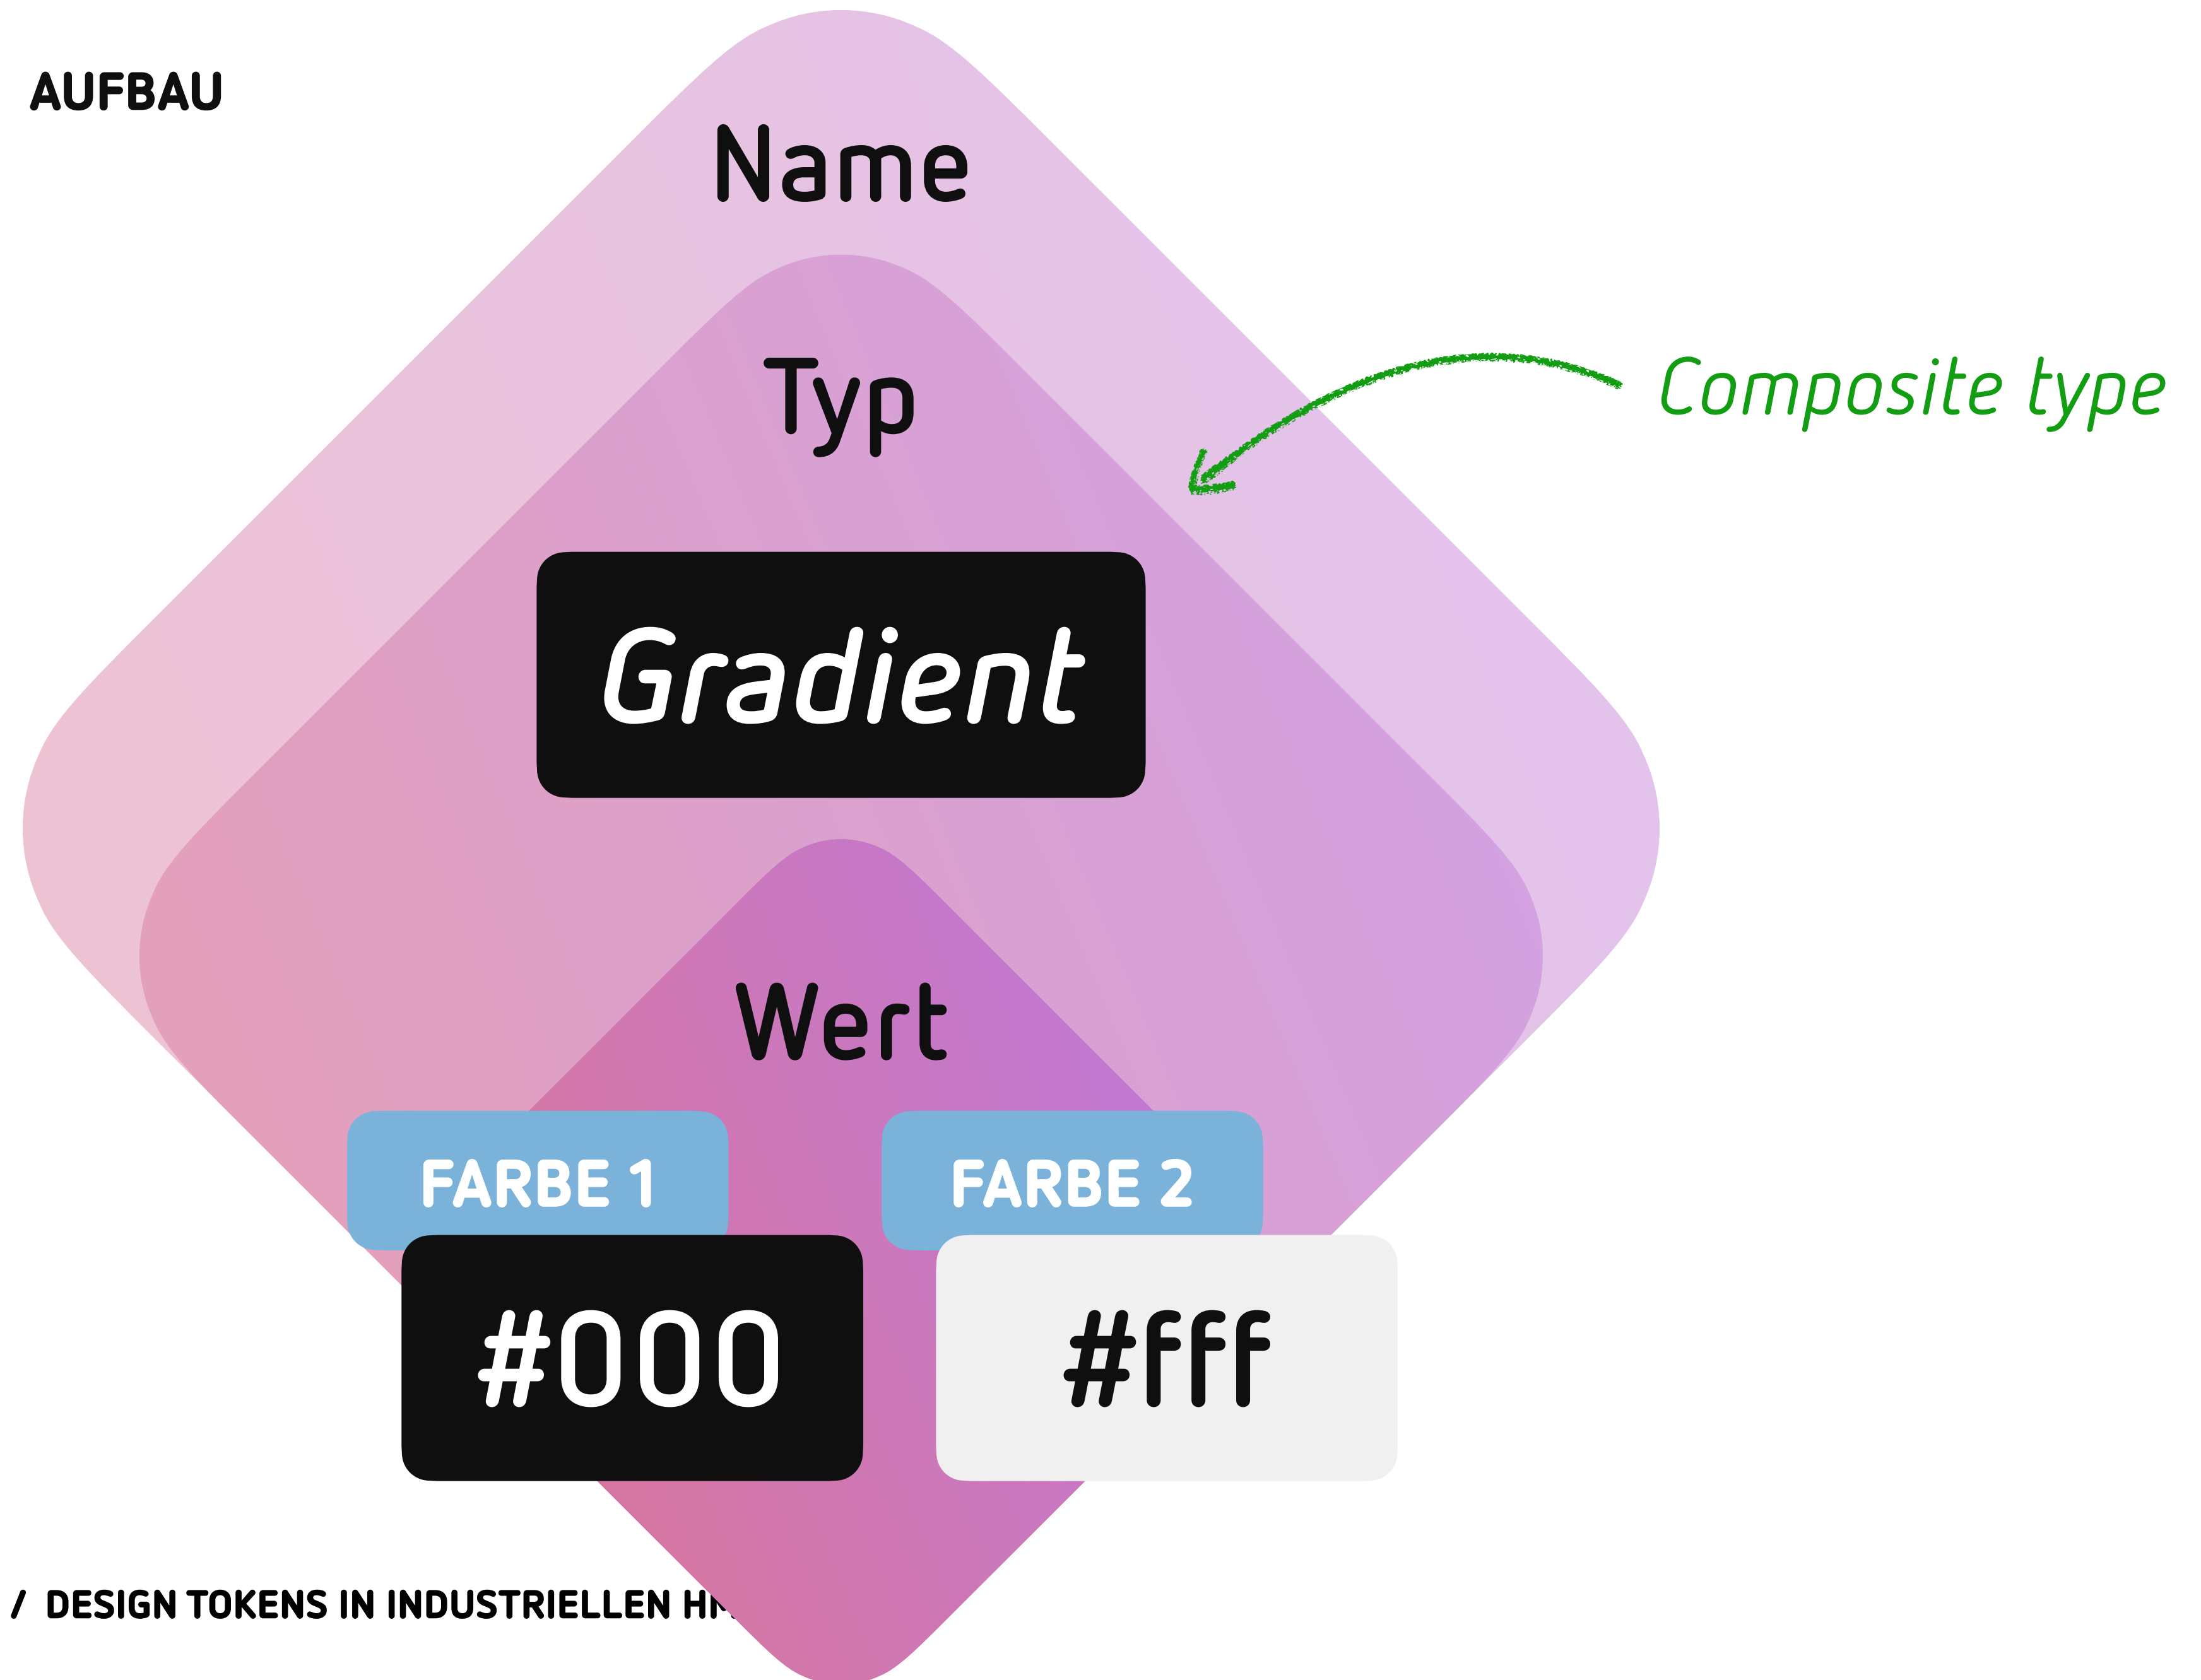 AUFBAU
Name
Typ
Composite type
Gradient
Wert
FARBE 1
FARBE 2
#000
#fff
/ DESIGN TOKENS IN INDUSTRIELLEN